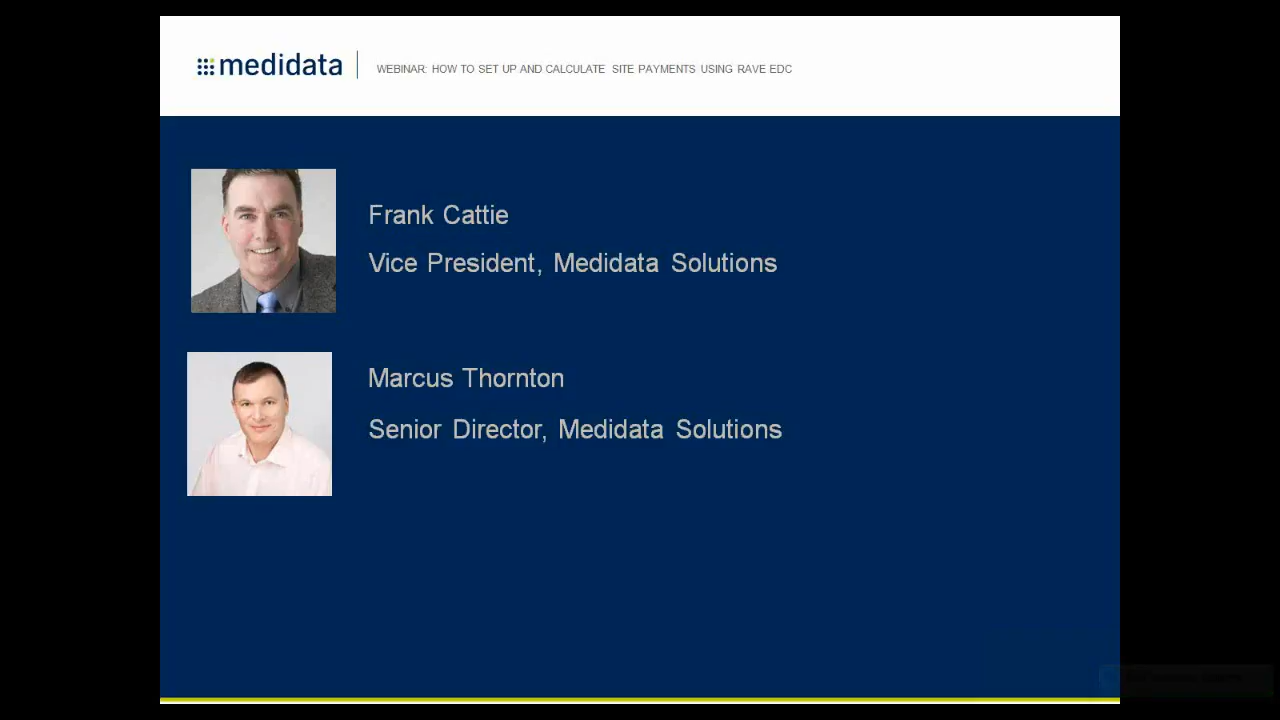 medidata
WEBINAR: HOW TO SET UP AND CALCULATE SITE PAYMENTS USING RAVE EDC
Frank Cattie
Vice President, Medidata Solutions
Marcus Thornton
Senior Director, Medidata Solutions